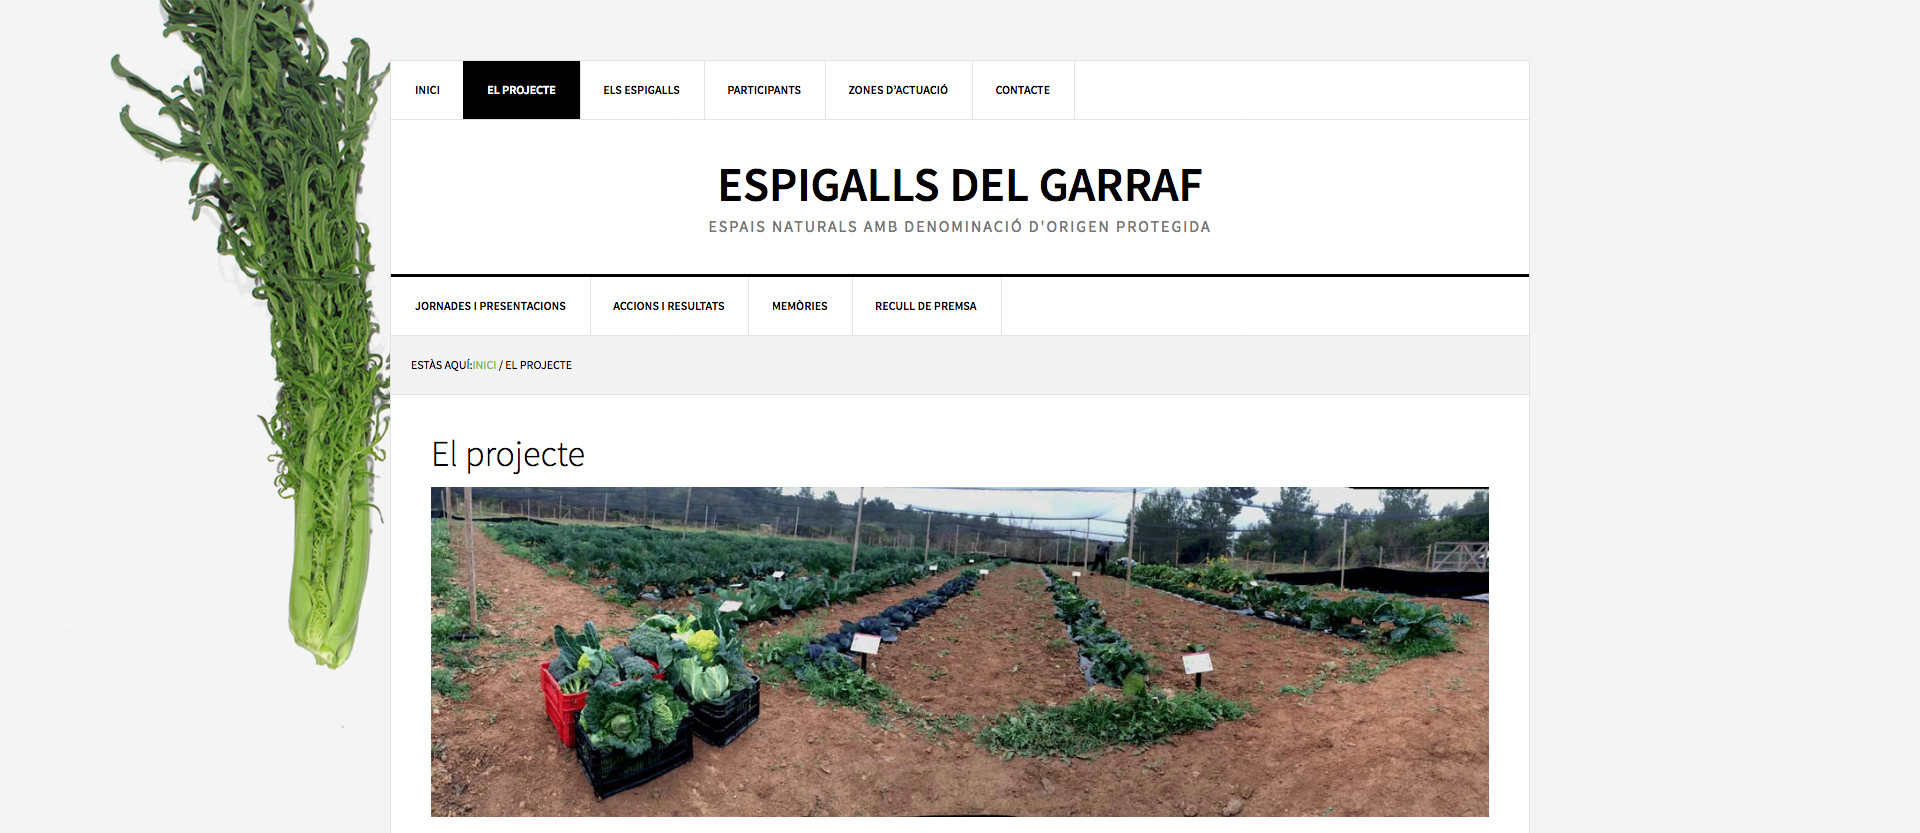 INICI
EL PROJECTE
ELS ESPIGALLS
PARTICIPANTS
ZONES D'ACTUACIÓ
CONTACTE
ESPIGALLS DEL GARRAF
ESPAIS NATURALS AMB DENOMINACIÓ D'ORIGEN PROTEGIDA
JORNADES I PRESENTACIONS
ACCIONS I RESULTATS
MEMÒRIES
RECULL DE PREMSA
ESTÀS AQUÍ:INICI / EL PROJECTE
El projecte